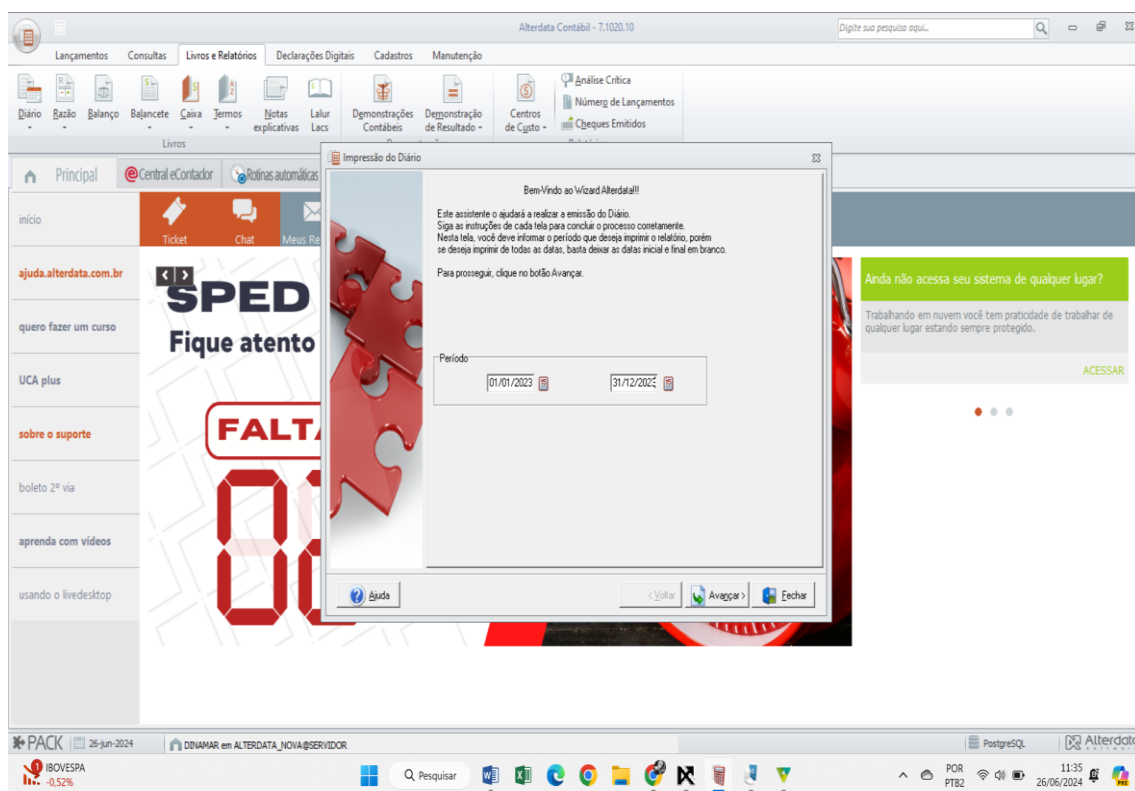 Alterdata Contábil - 7.1020.10
Digite sua pesquisa aqui...
Lançamentos Consultas Livros e Relatórios Declarações Digitais Cadastros Manutenção
Diário Razão Balanço Balancete Caixa Termos Notas explicativas Lalur Lacs
Demonstrações Contábeis Demonstração de Resultado Centros de Custo
Análise Crítica
Número de Lançamentos
Cheques Emitidos
Livros
Impressão do Diário
Principal Central eContador Rotinas automáticas
Ticket Chat Meus Re
início
ajuda.alterdata.com.br
quero fazer um curso
UCA plus
sobre o suporte
boleto 2º via
aprenda com vídeos
usando o livedesktop
SPED
Fique atento
FALTA
Bem-Vindo ao Wizard Alterdata!!!
Este assistente o ajudará a realizar a emissão do Diário.
Siga as instruções de cada tela para concluir o processo corretamente.
Nesta tela, você deve informar o período que deseja imprimir o relatório, porém
se deseja imprimir de todas as datas, basta deixar as datas inicial e final em branco.
Para prosseguir, clique no botão Avançar.
Período
01/01/2023 31/12/2023
Ajuda < Voltar Avançar > Fechar
Ainda não acessa seu sistema de qualquer lugar?
Trabalhando em nuvem você tem praticidade de trabalhar de
qualquer lugar estando sempre protegido.
ACESSAR
PACK 26-jun-2024 DINAMAR em ALTERDATA_NOVA@SERVIDOR PostgreSQL Alterdata
1 IBOVESPA
-0,52%
Pesquisar
POR
PTB2
11:35
26/06/2024
PRE